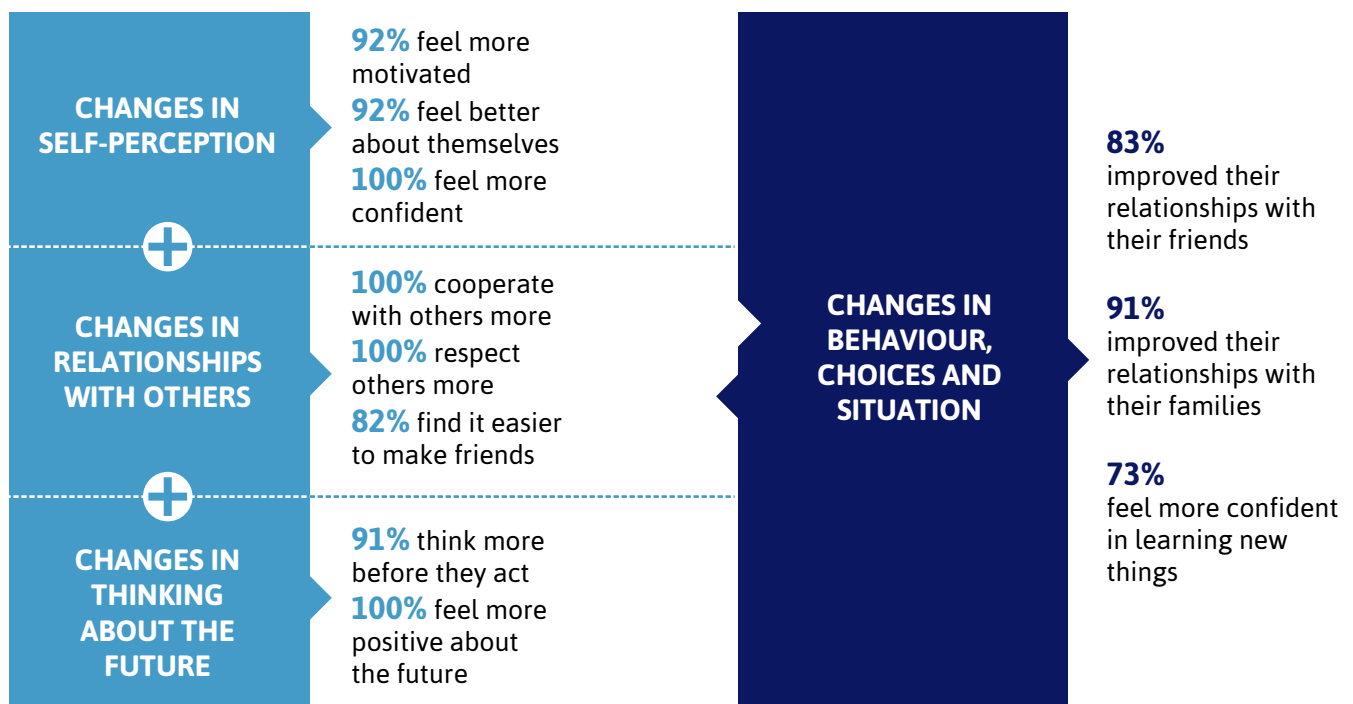 CHANGES IN
SELF-PERCEPTION
92% feel more
motivated
92% feel better
about themselves
100% feel more
confident
CHANGES IN
RELATIONSHIPS
WITH OTHERS
100% cooperate
with others more
100% respect
others more
82% find it easier
to make friends
CHANGES IN
THINKING
ABOUT THE
FUTURE
91% think more
before they act
100% feel more
positive about
the future
CHANGES IN
BEHAVIOUR,
CHOICES AND
SITUATION
83%
improved their
relationships with
their friends
91%
improved their
relationships with
their families
73%
feel more confident
in learning new
things